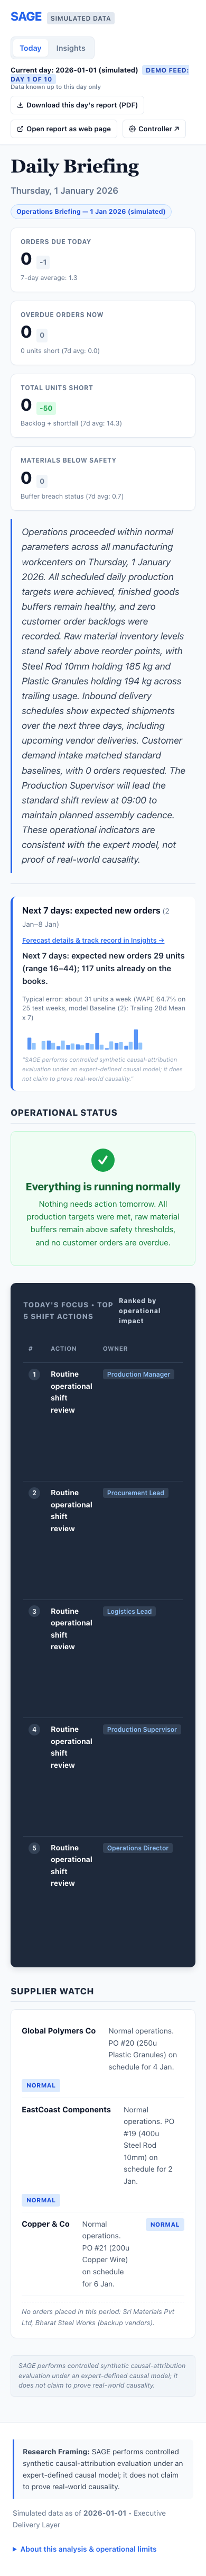 SAGE SIMULATED DATA
Today Insights
Current day: 2026-01-01 (simulated) DEMO FEED:
DAY 1 OF 10
Data known up to this day only
Download this day's report (PDF)
Open report as web page Controller ↗
Daily Briefing
Thursday, 1 January 2026
Operations Briefing — 1 Jan 2026 (simulated)
ORDERS DUE TODAY
0 -1
7-day average: 1.3
OVERDUE ORDERS NOW
0 0
0 units short (7d avg: 0.0)
TOTAL UNITS SHORT
0 -50
Backlog + shortfall (7d avg: 14.3)
MATERIALS BELOW SAFETY
0 0
Buffer breach status (7d avg: 0.7)
Operations proceeded within normal
parameters across all manufacturing
workcenters on Thursday, 1 January
2026. All scheduled daily production
targets were achieved, finished goods
buffers remain healthy, and zero
customer order backlogs were
recorded. Raw material inventory levels
stand safely above reorder points, with
Steel Rod 10mm holding 185 kg and
Plastic Granules holding 194 kg across
trailing usage. Inbound delivery
schedules show expected shipments
over the next three days, including
upcoming vendor deliveries. Customer
demand intake matched standard
baselines, with 0 orders requested. The
Production Supervisor will lead the
standard shift review at 09:00 to
maintain planned assembly cadence.
These operational indicators are
consistent with the expert model, not
proof of real-world causality.
Next 7 days: expected new orders (2
Jan–8 Jan)
Forecast details & track record in Insights →
Next 7 days: expected new orders 29 units
(range 16–44); 117 units already on the
books.
Typical error: about 31 units a week (WAPE 64.7% on
25 test weeks, model Baseline (2): Trailing 28d Mean
x 7)
"SAGE performs controlled synthetic causal-attribution
evaluation under an expert-defined causal model; it does
not claim to prove real-world causality."
OPERATIONAL STATUS
Everything is running normally
Nothing needs action tomorrow. All
production targets were met, raw material
buffers remain above safety thresholds,
and no customer orders are overdue.
TODAY'S FOCUS • TOP
5 SHIFT ACTIONS
Ranked by
operational
impact
# ACTION OWNER
1 Routine Production Manager
operational
shift
review
2 Routine Procurement Lead
operational
shift
review
3 Routine Logistics Lead
operational
shift
review
4 Routine Production Supervisor
operational
shift
review
5 Routine Operations Director
operational
shift
review
SUPPLIER WATCH
Global Polymers Co Normal operations.
PO #20 (250u
Plastic Granules) on
schedule for 4 Jan.
NORMAL
EastCoast Components Normal
operations. PO
#19 (400u
Steel Rod
10mm) on
schedule for 2
Jan.
NORMAL
Copper & Co Normal NORMAL
operations.
PO #21 (200u
Copper Wire)
on schedule
for 6 Jan.
No orders placed in this period: Sri Materials Pvt
Ltd, Bharat Steel Works (backup vendors).
SAGE performs controlled synthetic causal-attribution
evaluation under an expert-defined causal model; it
does not claim to prove real-world causality.
Research Framing: SAGE performs controlled
synthetic causal-attribution evaluation under an
expert-defined causal model; it does not claim
to prove real-world causality.
Simulated data as of 2026-01-01 • Executive
Delivery Layer
About this analysis & operational limits